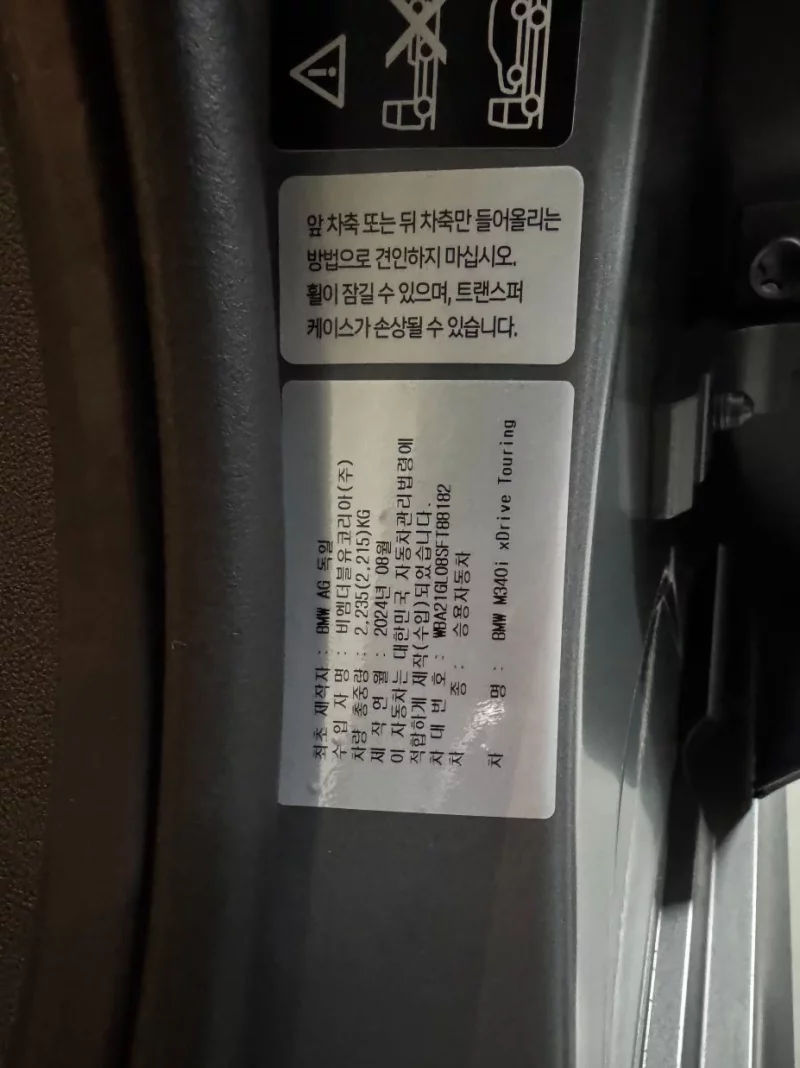 앞 차축 또는 뒤 차축만 들어올리는
방법으로 견인하지 마십시오.
휠이 잠길 수 있으며, 트랜스퍼
케이스가 손상될 수 있습니다.
최초 제작자 : BMW AG 독일
수 입 자 명 : 비엠더블유코리아(주)
차량 총중량 : 2,235(2,215)KG
제 작 연 월 : 2024년 08월
이 자동차는 대한민국 자동차관리법령에
적합하게 제작(수입)되었습니다.
차 대 번 호 : WBA21GL08SFT88182
차 종 : 승용자동차
차 명 : BMW M340i xDrive Touring